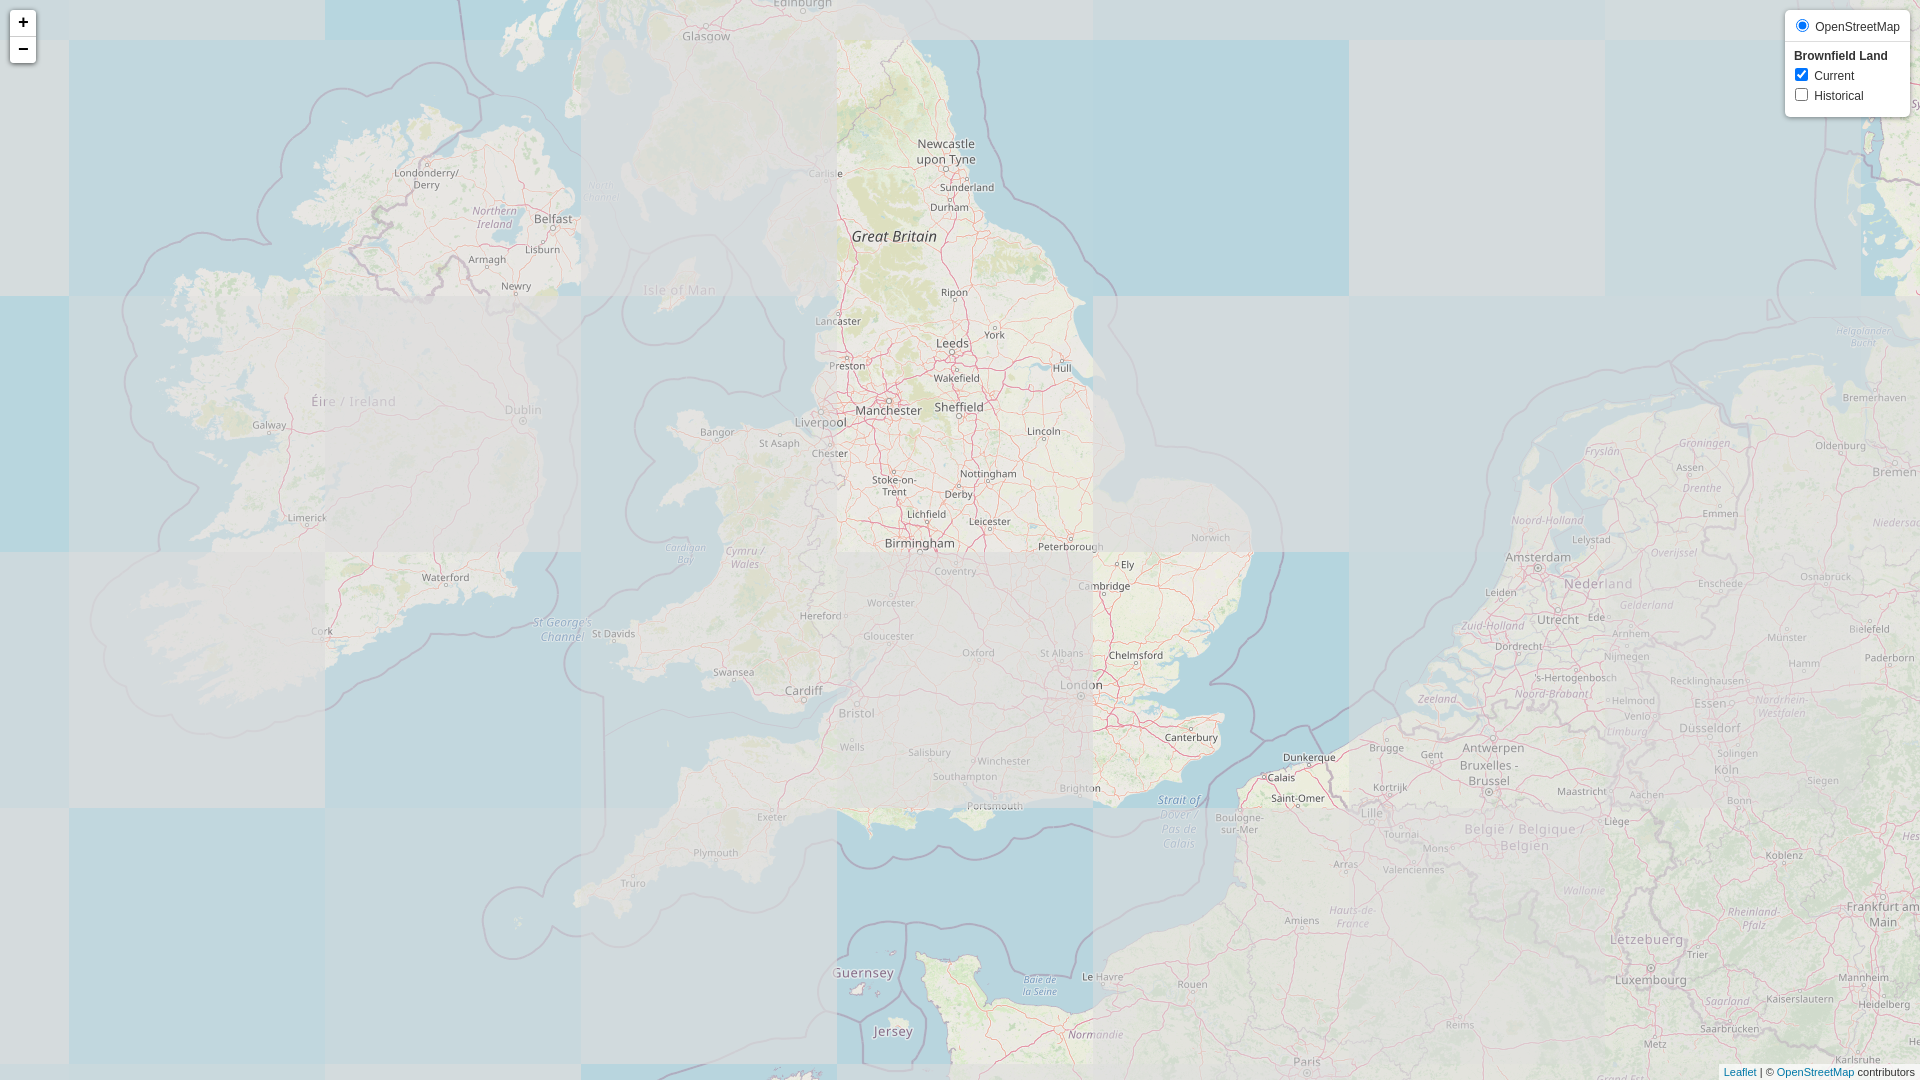 +
−
OpenStreetMap
Brownfield Land
Current
Historical
Edinburgh
Glasgow
Newcastle
upon Tyne
Londonderry/
Derry
Carlisle
Sunderland
Durham
Northern
Ireland
Belfast
Great Britain
Lisburn
Armagh
Newry
Isle of Man
Ripon
Lancaster
York
Leeds
Preston
Hull
Wakefield
Éire / Ireland
Dublin
Manchester
Sheffield
Liverpool
Galway
Bangor
St Asaph
Lincoln
Chester
Nottingham
Stoke-on-
Trent
Derby
Limerick
Lichfield
Leicester
Norwich
Birmingham
Peterborough
Cardigan
Bay
Cymru /
Wales
Ely
Coventry
Waterford
Cambridge
Worcester
Hereford
St George's
Channel
Cork
St Davids
Gloucester
Oxford
St Albans
Chelmsford
Swansea
London
Cardiff
Bristol
Canterbury
Wells
Salisbury
Winchester
Southampton
Brighton
Portsmouth
Exeter
Plymouth
Truro
Strait of
Dover /
Pas de
Calais
Dunkerque
Calais
Saint-Omer
Boulogne-
sur-Mer
Helgoländer
Bucht
Bremerhaven
Groningen
Oldenburg
Fryslân
Assen
Bremen
Drenthe
Emmen
Noord-Holland
Lelystad
Niedersac
Amsterdam
Overijssel
Nederland
Enschede
Osnabrück
Leiden
Gelderland
Utrecht
Ede
Zuid-Holland
Arnhem
Münster
Bielefeld
Dordrecht
Nijmegen
Hamm
Paderborn
's-Hertogenbosch
Recklinghausen
Zeeland
Noord-Brabant
Helmond
Essen
Nordrhein-
Westfalen
Venlo
Limburg
Düsseldorf
Brugge
Gent
Antwerpen
Solingen
Bruxelles -
Brussel
Köln
Kortrijk
Maastricht
Aachen
Siegen
Bonn
Lille
Liège
België / Belgique /
Belgien
Tournai
Mons
Arras
Valenciennes
Koblenz
Wallonie
Hauts-de-
France
Amiens
Rheinland-
Pfalz
Frankfurt am
Main
Lëtzebuerg
Trier
Luxembourg
Mannheim
Guernsey
Baie de
la Seine
Le Havre
Rouen
Saarland
Kaiserslautern
Heidelberg
Jersey
Normandie
Reims
Saarbrücken
Metz
Paris
Grand Est
Karlsruhe
Leaflet | © OpenStreetMap contributors